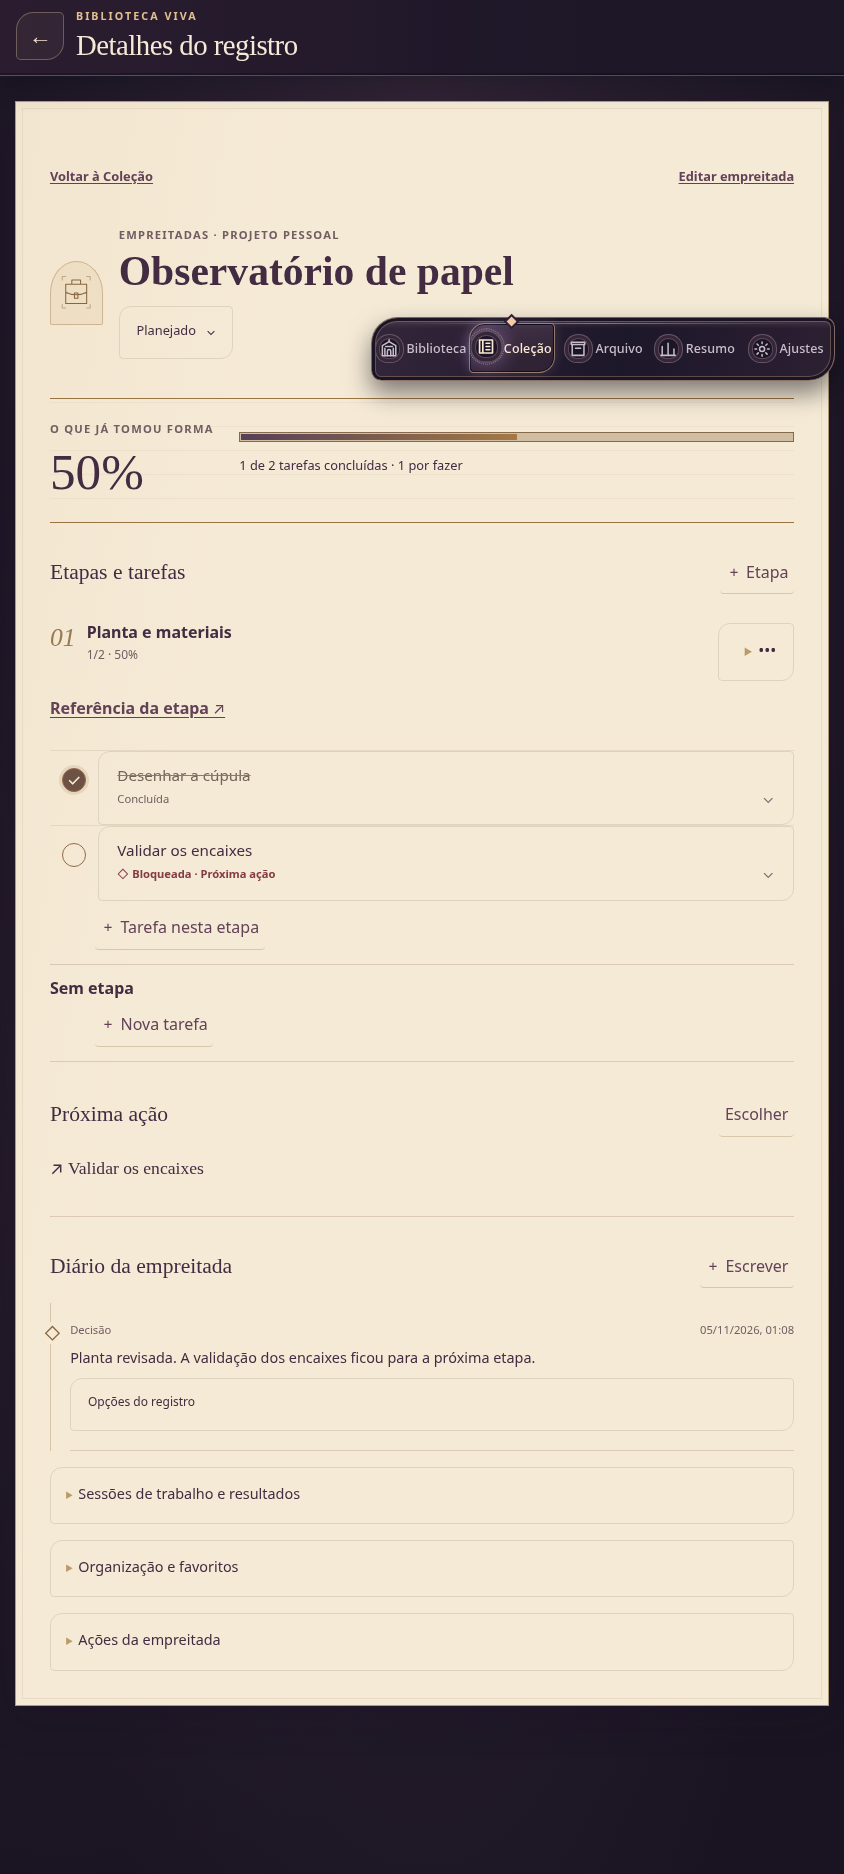 BIBLIOTECA VIVA
← Detalhes do registro
Voltar à Coleção
Editar empreitada
EMPREITADAS · PROJETO PESSOAL
Observatório de papel
Planejado
Biblioteca Coleção Arquivo Resumo Ajustes
O QUE JÁ TOMOU FORMA
50%
1 de 2 tarefas concluídas · 1 por fazer
Etapas e tarefas
+ Etapa
01 Planta e materiais
1/2 · 50%
•••
Referência da etapa ↗
Desenhar a cúpula
Concluída
Validar os encaixes
◇ Bloqueada · Próxima ação
+ Tarefa nesta etapa
Sem etapa
+ Nova tarefa
Próxima ação
Escolher
↗ Validar os encaixes
Diário da empreitada
+ Escrever
Decisão
05/11/2026, 01:08
Planta revisada. A validação dos encaixes ficou para a próxima etapa.
Opções do registro
Sessões de trabalho e resultados
Organização e favoritos
Ações da empreitada